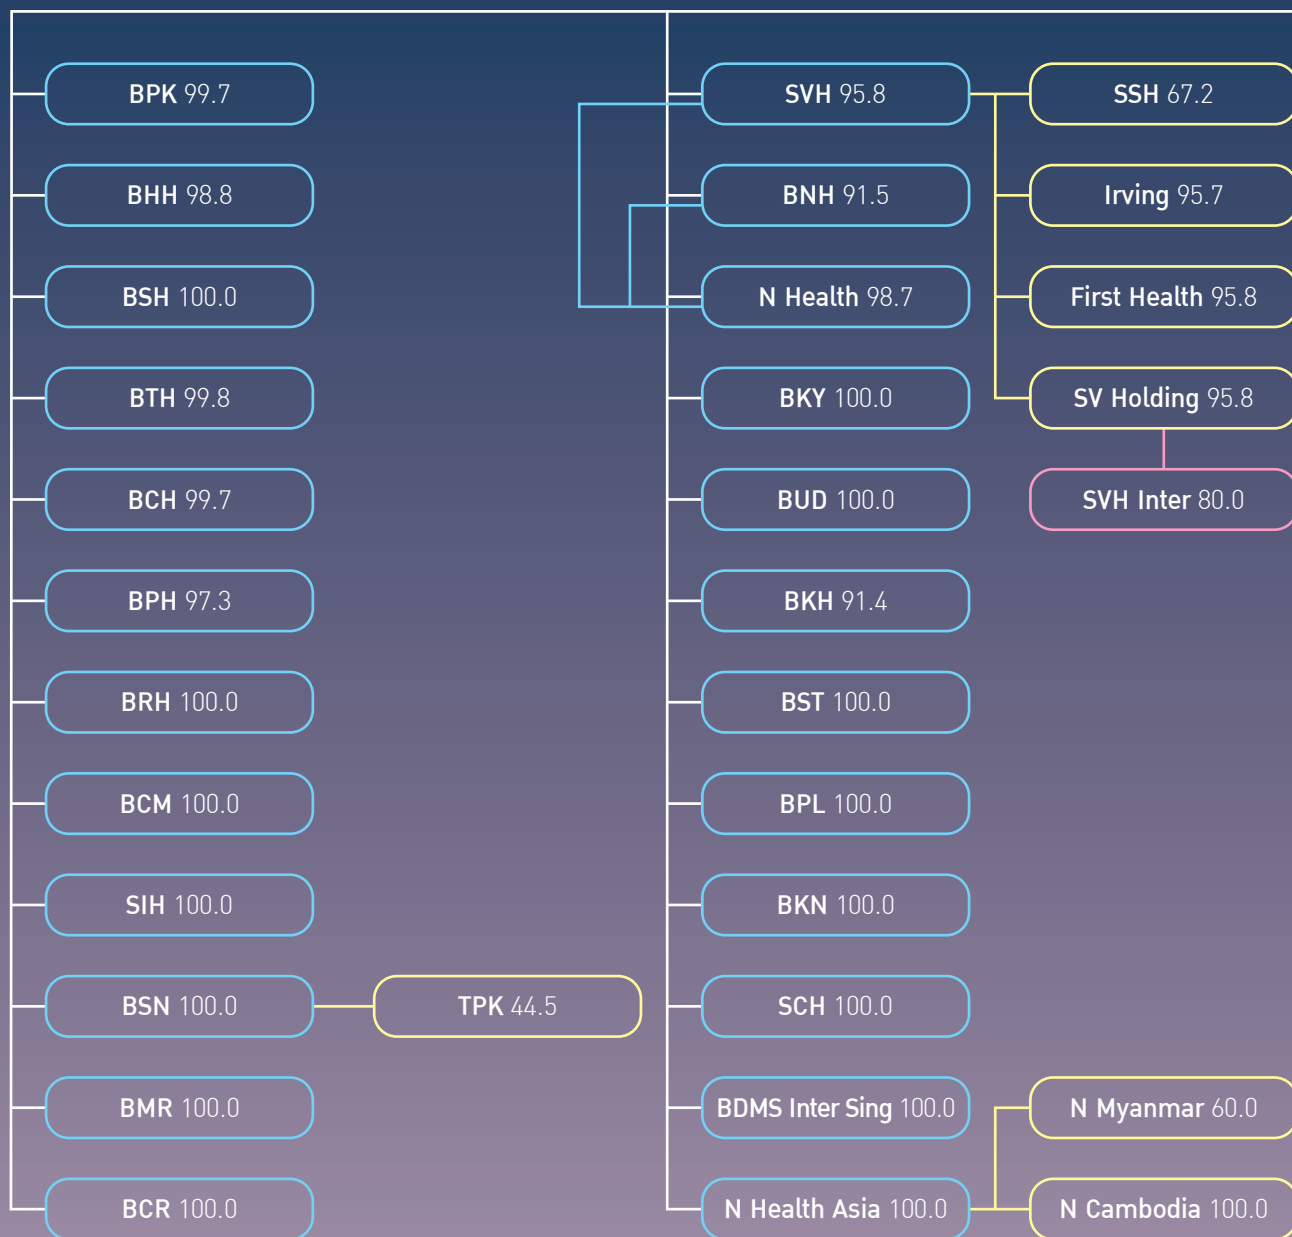 BPK 99.7
BHH 98.8
BSH 100.0
BTH 99.8
BCH 99.7
BPH 97.3
BRH 100.0
BCM 100.0
SIH 100.0
BSN 100.0
TPK 44.5
BMR 100.0
BCR 100.0
SVH 95.8
SSH 67.2
BNH 91.5
Irving 95.7
N Health 98.7
First Health 95.8
BKY 100.0
SV Holding 95.8
BUD 100.0
SVH Inter 80.0
BKH 91.4
BST 100.0
BPL 100.0
BKN 100.0
SCH 100.0
BDMS Inter Sing 100.0
N Myanmar 60.0
N Health Asia 100.0
N Cambodia 100.0